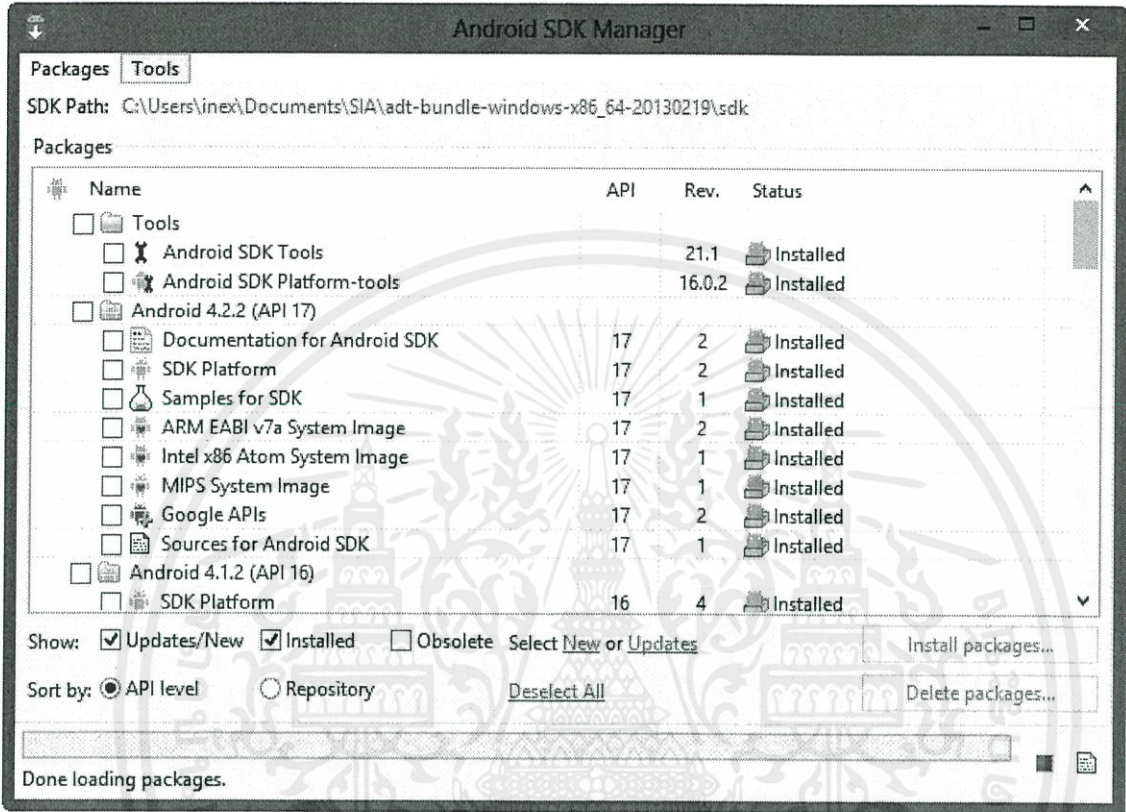 Android SDK Manager
Packages Tools
SDK Path: C:\Users\inex\Documents\SIA\adt-bundle-windows-x86_64-20130219\sdk
Packages
Name API Rev. Status
Tools
Android SDK Tools 21.1 Installed
Android SDK Platform-tools 16.0.2 Installed
Android 4.2.2 (API 17)
Documentation for Android SDK 17 2 Installed
SDK Platform 17 2 Installed
Samples for SDK 17 1 Installed
ARM EABI v7a System Image 17 2 Installed
Intel x86 Atom System Image 17 1 Installed
MIPS System Image 17 1 Installed
Google APIs 17 2 Installed
Sources for Android SDK 17 1 Installed
Android 4.1.2 (API 16)
SDK Platform 16 4 Installed
Show: Updates/New Installed Obsolete Select New or Updates Install packages...
Sort by: API level Repository Deselect All Delete packages...
Done loading packages.